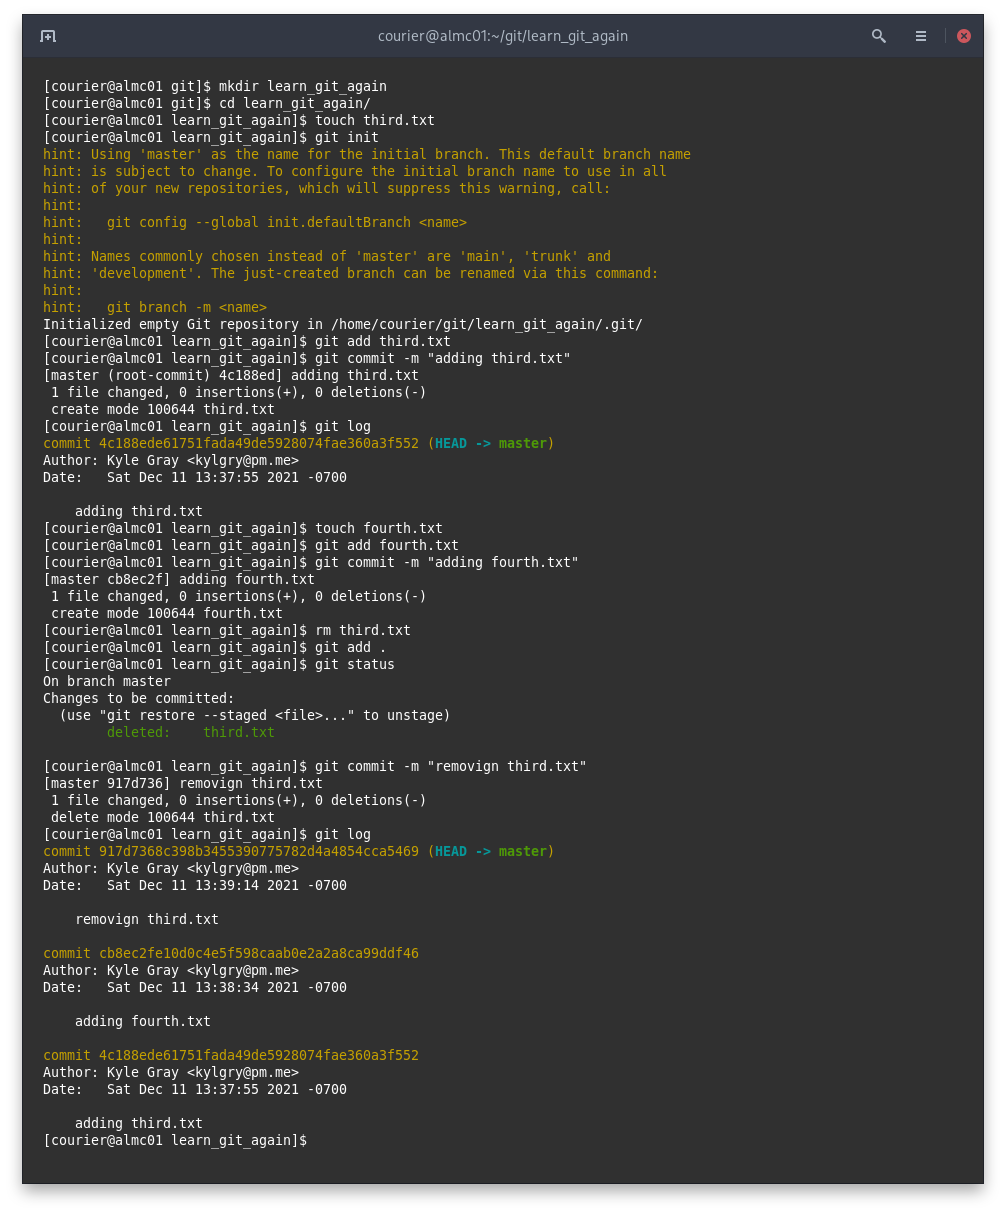 courier@almc01:~/git/learn_git_again
[courier@almc01 git]$ mkdir learn_git_again
[courier@almc01 git]$ cd learn_git_again/
[courier@almc01 learn_git_again]$ touch third.txt
[courier@almc01 learn_git_again]$ git init
hint: Using 'master' as the name for the initial branch. This default branch name
hint: is subject to change. To configure the initial branch name to use in all
hint: of your new repositories, which will suppress this warning, call:
hint:
hint:   git config --global init.defaultBranch <name>
hint:
hint: Names commonly chosen instead of 'master' are 'main', 'trunk' and
hint: 'development'. The just-created branch can be renamed via this command:
hint:
hint:   git branch -m <name>
Initialized empty Git repository in /home/courier/git/learn_git_again/.git/
[courier@almc01 learn_git_again]$ git add third.txt
[courier@almc01 learn_git_again]$ git commit -m "adding third.txt"
[master (root-commit) 4c188ed] adding third.txt
 1 file changed, 0 insertions(+), 0 deletions(-)
 create mode 100644 third.txt
[courier@almc01 learn_git_again]$ git log
commit 4c188ede61751fada49de5928074fae360a3f552 (HEAD -> master)
Author: Kyle Gray <kylgry@pm.me>
Date:   Sat Dec 11 13:37:55 2021 -0700
    adding third.txt
[courier@almc01 learn_git_again]$ touch fourth.txt
[courier@almc01 learn_git_again]$ git add fourth.txt
[courier@almc01 learn_git_again]$ git commit -m "adding fourth.txt"
[master cb8ec2f] adding fourth.txt
 1 file changed, 0 insertions(+), 0 deletions(-)
 create mode 100644 fourth.txt
[courier@almc01 learn_git_again]$ rm third.txt
[courier@almc01 learn_git_again]$ git add .
[courier@almc01 learn_git_again]$ git status
On branch master
Changes to be committed:
  (use "git restore --staged <file>..." to unstage)
        deleted:    third.txt
[courier@almc01 learn_git_again]$ git commit -m "removign third.txt"
[master 917d736] removign third.txt
 1 file changed, 0 insertions(+), 0 deletions(-)
 delete mode 100644 third.txt
[courier@almc01 learn_git_again]$ git log
commit 917d7368c398b3455390775782d4a4854cca5469 (HEAD -> master)
Author: Kyle Gray <kylgry@pm.me>
Date:   Sat Dec 11 13:39:14 2021 -0700
    removign third.txt
commit cb8ec2fe10d0c4e5f598caab0e2a2a8ca99ddf46
Author: Kyle Gray <kylgry@pm.me>
Date:   Sat Dec 11 13:38:34 2021 -0700
    adding fourth.txt
commit 4c188ede61751fada49de5928074fae360a3f552
Author: Kyle Gray <kylgry@pm.me>
Date:   Sat Dec 11 13:37:55 2021 -0700
    adding third.txt
[courier@almc01 learn_git_again]$